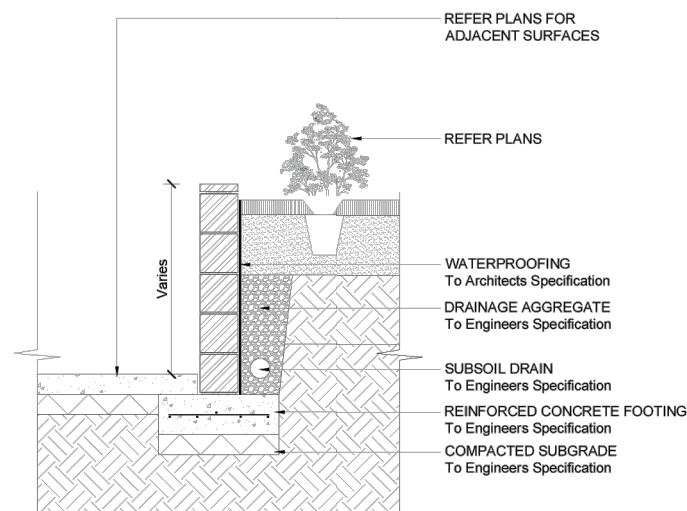 REFER PLANS FOR
ADJACENT SURFACES
REFER PLANS
Varies
WATERPROOFING
To Architects Specification
DRAINAGE AGGREGATE
To Engineers Specification
SUBSOIL DRAIN
To Engineers Specification
REINFORCED CONCRETE FOOTING
To Engineers Specification
COMPACTED SUBGRADE
To Engineers Specification